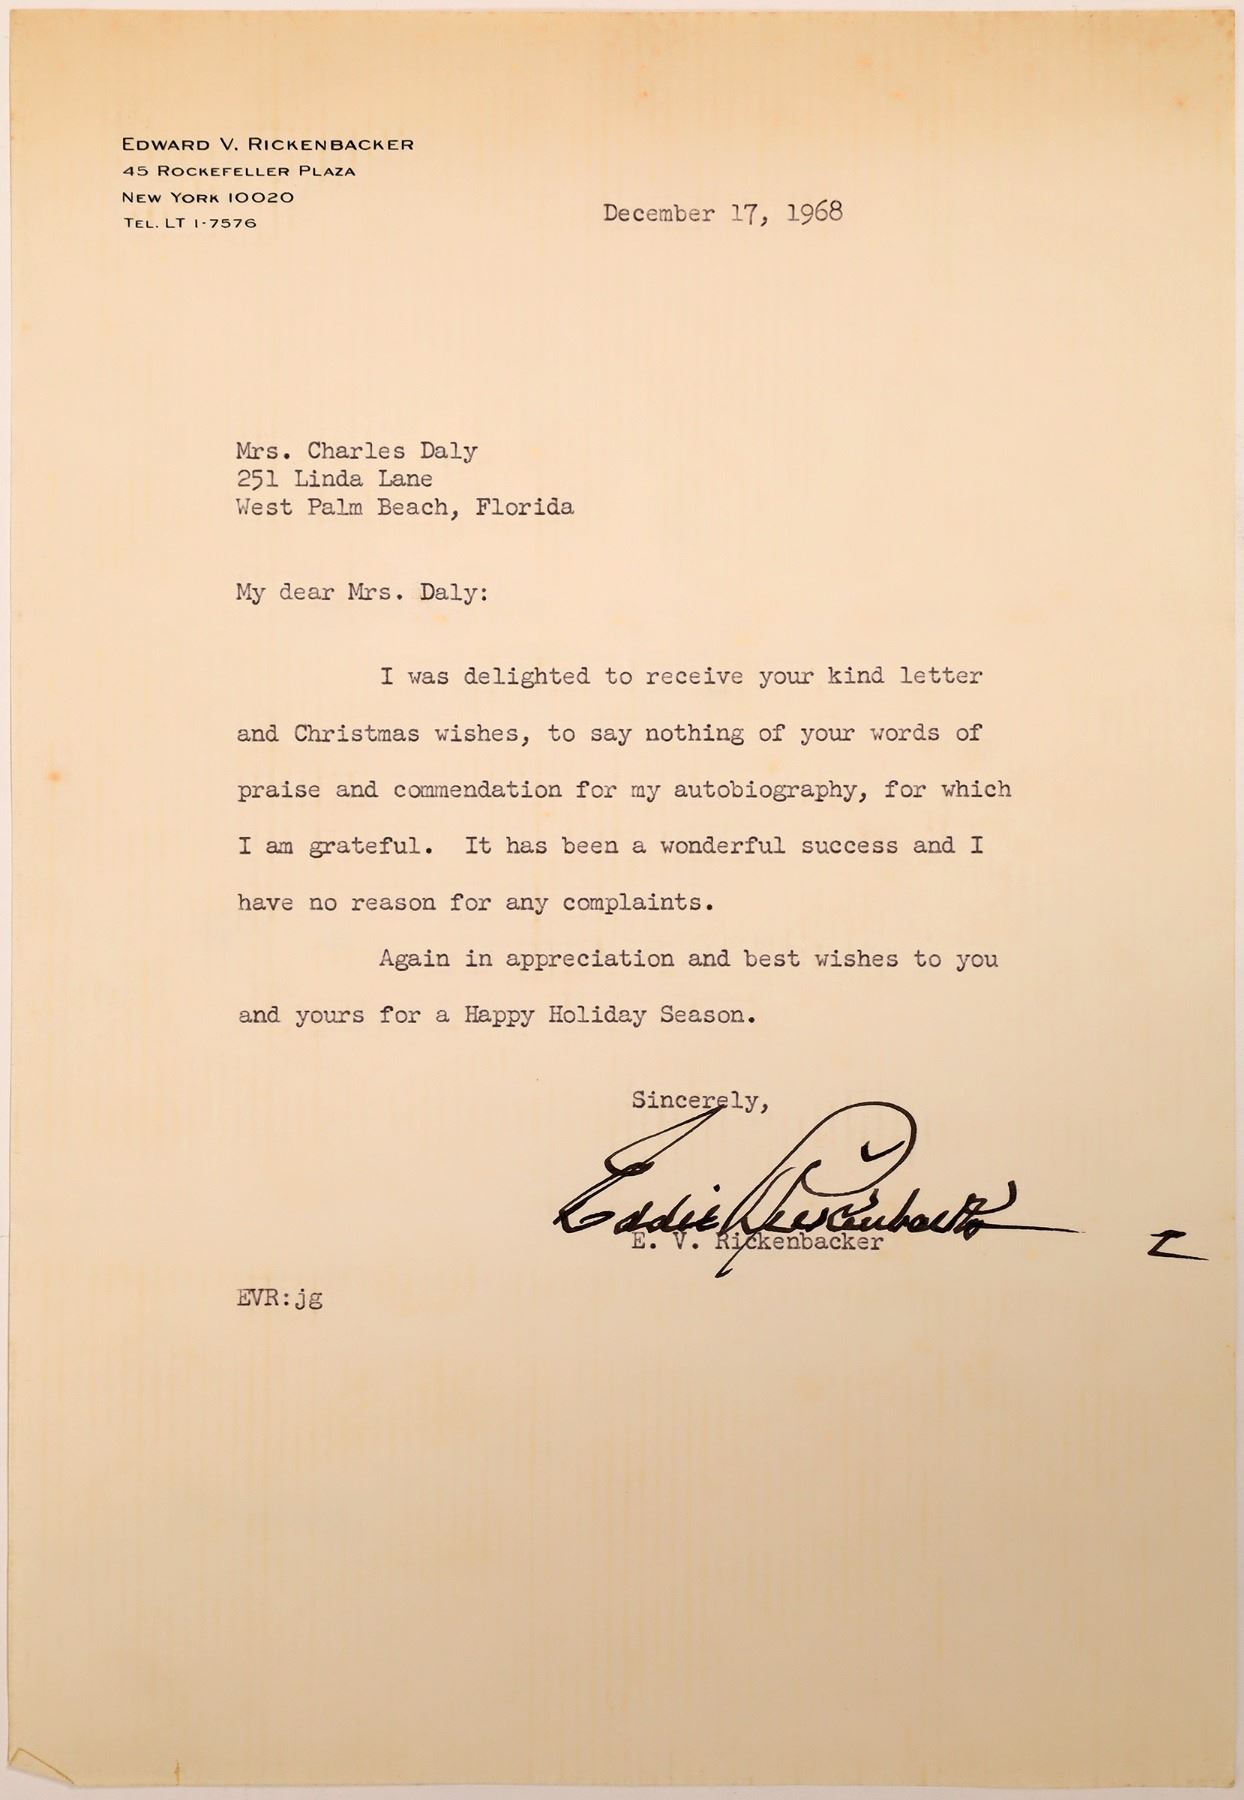 EDWARD V. RICKENBACKER
45 ROCKEFELLER PLAZA
NEW YORK 10020
TEL. LT 1-7576
December 17, 1968
Mrs. Charles Daly
251 Linda Lane
West Palm Beach, Florida
My dear Mrs. Daly:
I was delighted to receive your kind letter
and Christmas wishes, to say nothing of your words of
praise and commendation for my autobiography, for which
I am grateful. It has been a wonderful success and I
have no reason for any complaints.
Again in appreciation and best wishes to you
and yours for a Happy Holiday Season.
Sincerely,
Eddie Rickenbacker
E. V. Rickenbacker
EVR:jg